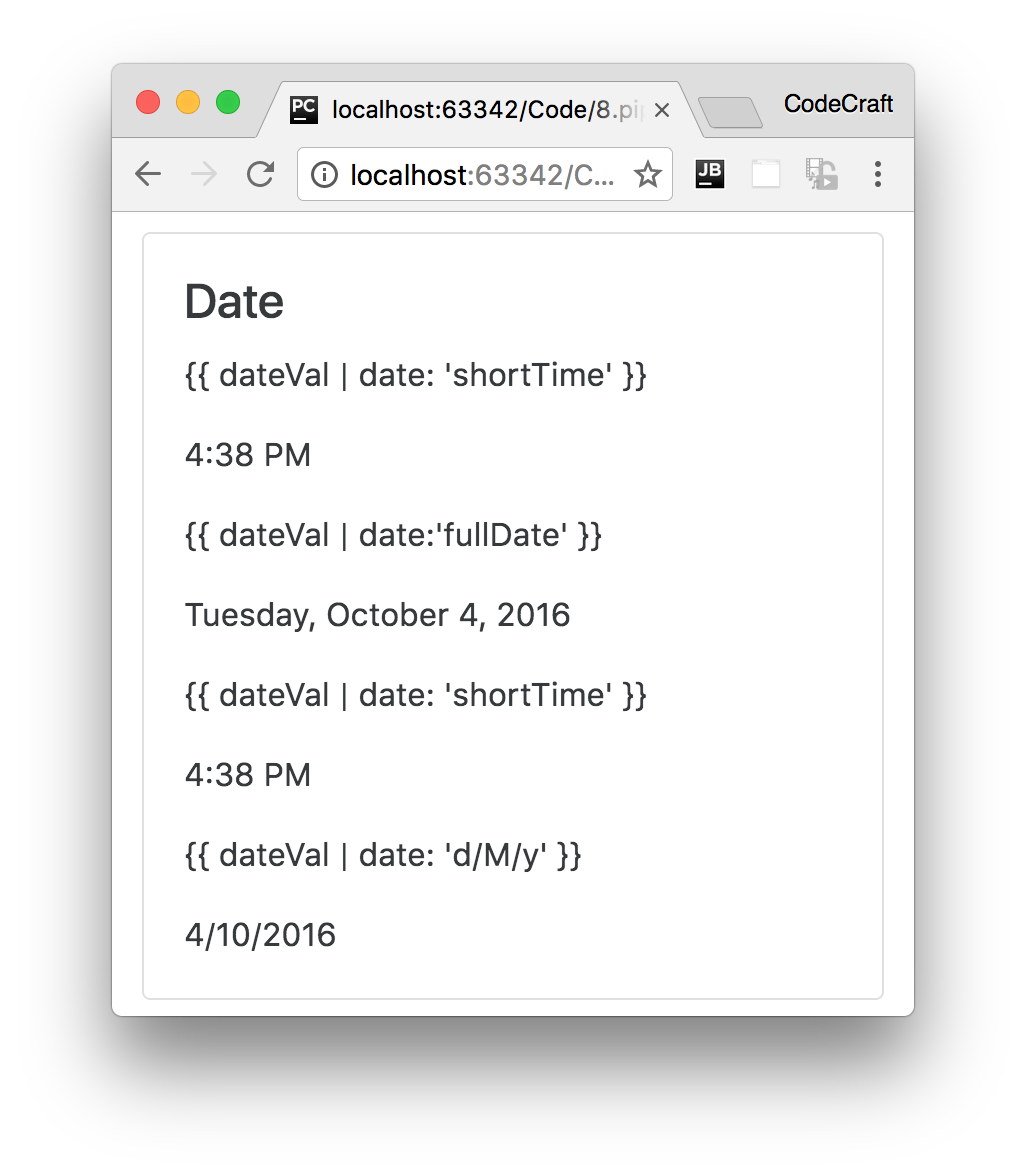 PC localhost:63342/Code/8.pip CodeCraft
localhost:63342/C... JB
Date
{{ dateVal | date: 'shortTime' }}
4:38 PM
{{ dateVal | date:'fullDate' }}
Tuesday, October 4, 2016
{{ dateVal | date: 'shortTime' }}
4:38 PM
{{ dateVal | date: 'd/M/y' }}
4/10/2016